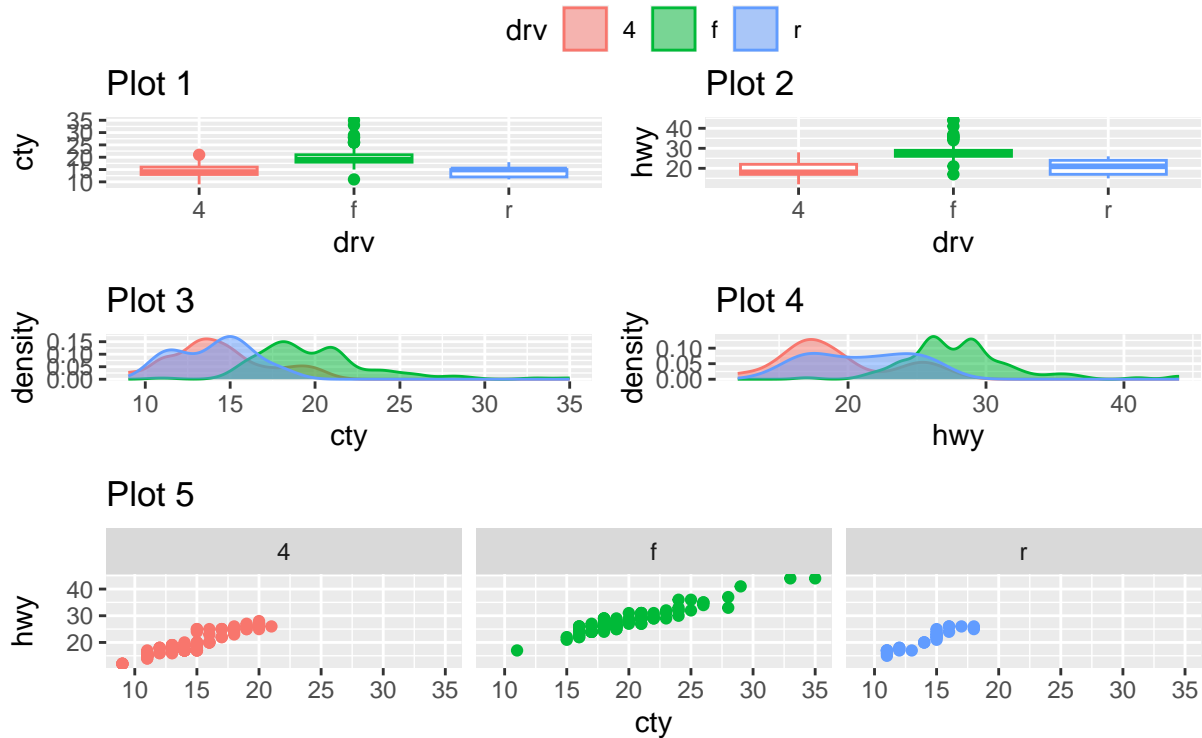 drv 4 f r
Plot 1
cty
35
30
25
20
15
10
4 f r
drv
Plot 2
hwy
40
30
20
4 f r
drv
Plot 3
density
0.15
0.10
0.05
0.00
10 15 20 25 30 35
cty
Plot 4
density
0.10
0.05
0.00
20 30 40
hwy
Plot 5
4 f r
hwy
40
30
20
10 15 20 25 30 35 10 15 20 25 30 35 10 15 20 25 30 35
cty